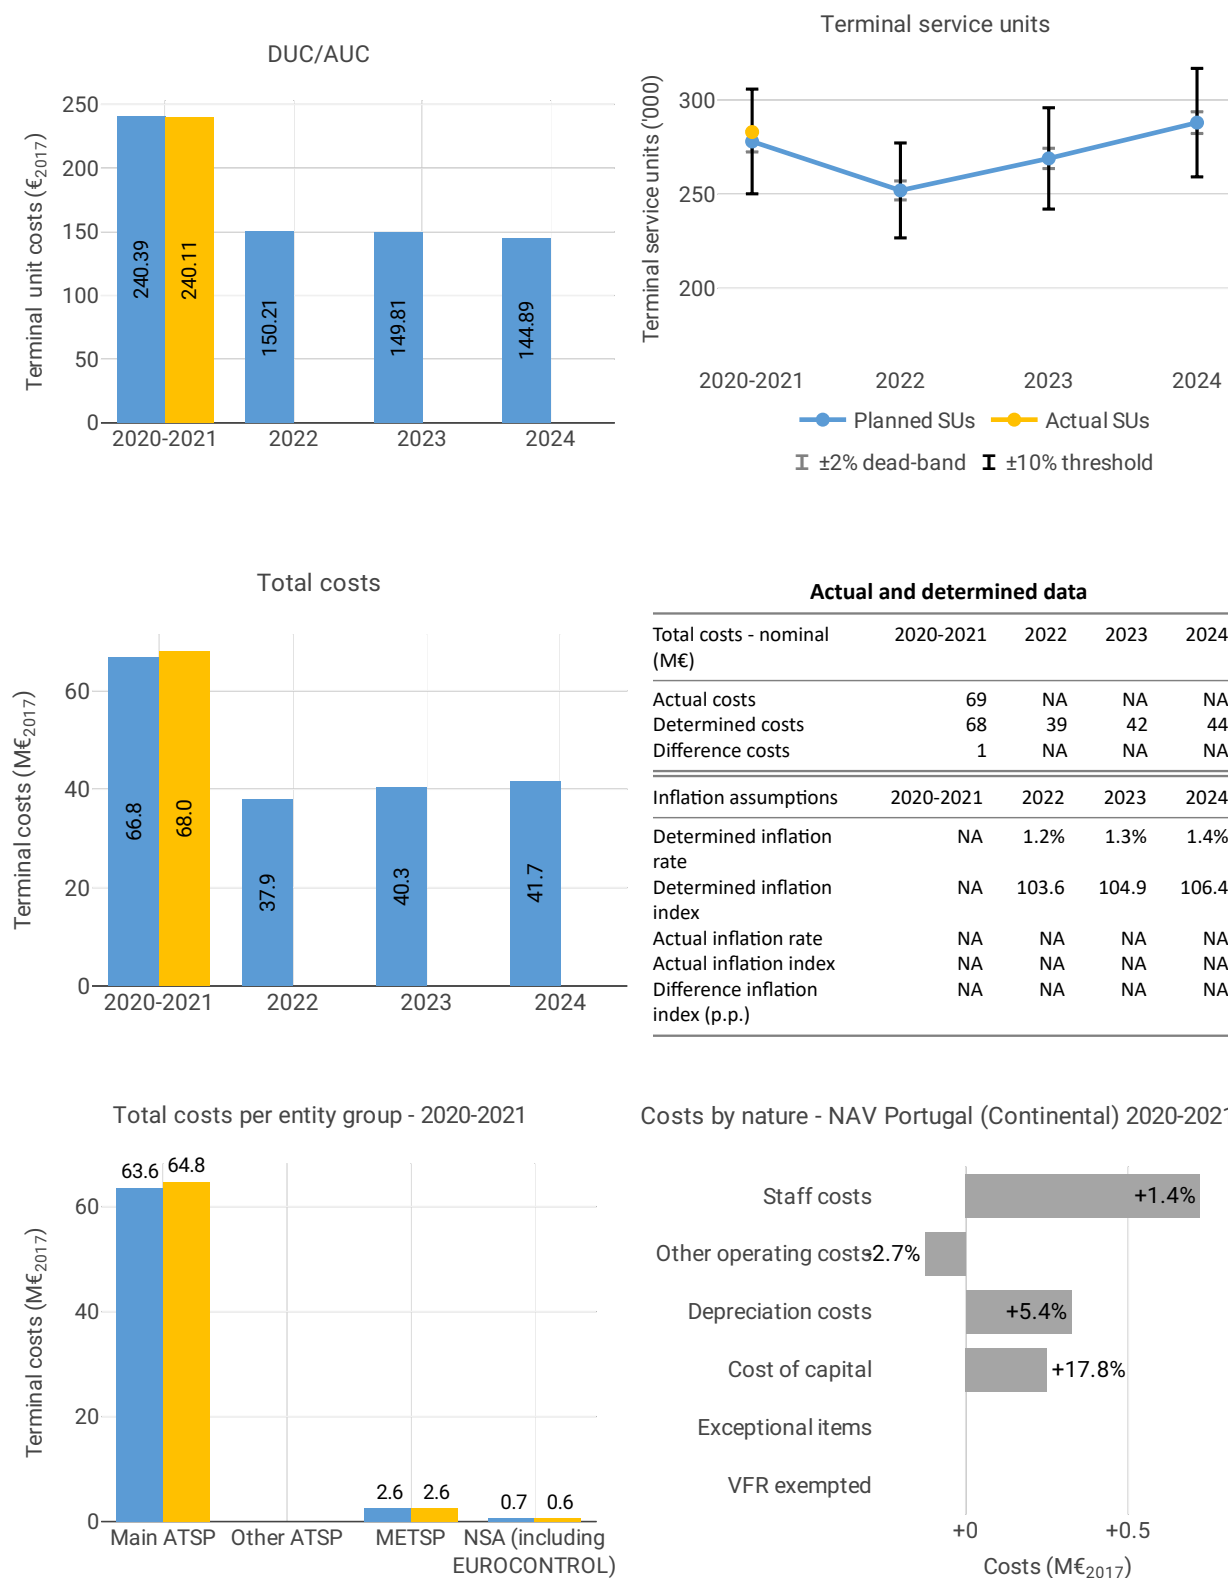 DUC/AUC
Terminal unit costs (€2017)
250
200
150
100
50
0
240.39
240.11
150.21
149.81
144.89
2020-2021
2022
2023
2024
Terminal service units
Terminal service units ('000)
300
250
200
2020-2021
2022
2023
2024
Planned SUs
Actual SUs
±2% dead-band
±10% threshold
Total costs
Terminal costs (M€2017)
60
40
20
0
66.8
68.0
37.9
40.3
41.7
2020-2021
2022
2023
2024
Actual and determined data
Total costs - nominal 2020-2021 2022 2023 2024
(M€)
Actual costs 69 NA NA NA
Determined costs 68 39 42 44
Difference costs 1 NA NA NA
Inflation assumptions 2020-2021 2022 2023 2024
Determined inflation NA 1.2% 1.3% 1.4%
rate
Determined inflation NA 103.6 104.9 106.4
index
Actual inflation rate NA NA NA NA
Actual inflation index NA NA NA NA
Difference inflation NA NA NA NA
index (p.p.)
Total costs per entity group - 2020-2021
Terminal costs (M€2017)
60
40
20
0
63.6
64.8
2.6
2.6
0.7
0.6
Main ATSP
Other ATSP
METSP
NSA (including
EUROCONTROL)
Costs by nature - NAV Portugal (Continental) 2020-2021
Staff costs +1.4%
Other operating costs -2.7%
Depreciation costs +5.4%
Cost of capital +17.8%
Exceptional items
VFR exempted
+0
+0.5
Costs (M€2017)